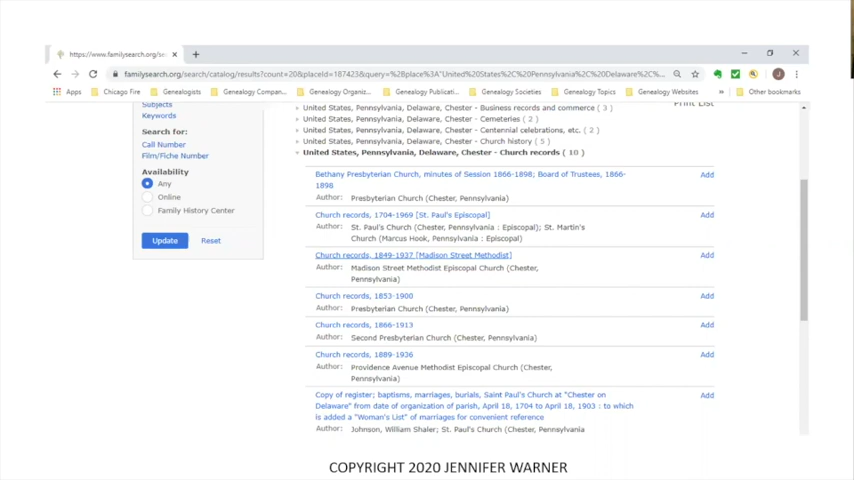 https://www.familysearch.org/se
familysearch.org/search/catalog/results?count=20&placeId=187423&query=%2Bplace%3A"United%20States%2C%20Pennsylvania%2C%20Delaware%2C%2C...
J
Apps
Chicago Fire
Genealogists
Genealogy Compan...
Genealogy Organiz...
Genealogy Publicati...
Genealogy Societies
Genealogy Topics
Genealogy Websites
»
Other bookmarks
Subjects
Keywords
Search for:
Call Number
Film/Fiche Number
Availability
Any
Online
Family History Center
Update
Reset
Print List
United States, Pennsylvania, Delaware, Chester - Business records and commerce ( 3 )
United States, Pennsylvania, Delaware, Chester - Cemeteries ( 2 )
United States, Pennsylvania, Delaware, Chester - Centennial celebrations, etc. ( 2 )
United States, Pennsylvania, Delaware, Chester - Church history ( 5 )
United States, Pennsylvania, Delaware, Chester - Church records ( 10 )
Bethany Presbyterian Church, minutes of Session 1866-1898; Board of Trustees, 1866-
1898
Add
Author: Presbyterian Church (Chester, Pennsylvania)
Church records, 1704-1969 [St. Paul's Episcopal]
Add
Author: St. Paul's Church (Chester, Pennsylvania : Episcopal); St. Martin's
Church (Marcus Hook, Pennsylvania : Episcopal)
Church records, 1849-1937 [Madison Street Methodist]
Add
Author: Madison Street Methodist Episcopal Church (Chester,
Pennsylvania)
Church records, 1853-1900
Add
Author: Presbyterian Church (Chester, Pennsylvania)
Church records, 1866-1913
Add
Author: Second Presbyterian Church (Chester, Pennsylvania)
Church records, 1889-1936
Add
Author: Providence Avenue Methodist Episcopal Church (Chester,
Pennsylvania)
Copy of register; baptisms, marriages, burials, Saint Paul's Church at "Chester on
Delaware" from date of organization of parish, April 18, 1704 to April 18, 1903 : to which
is added a "Woman's List" of marriages for convenient reference
Add
Author: Johnson, William Shaler; St. Paul's Church (Chester, Pennsylvania
COPYRIGHT 2020 JENNIFER WARNER